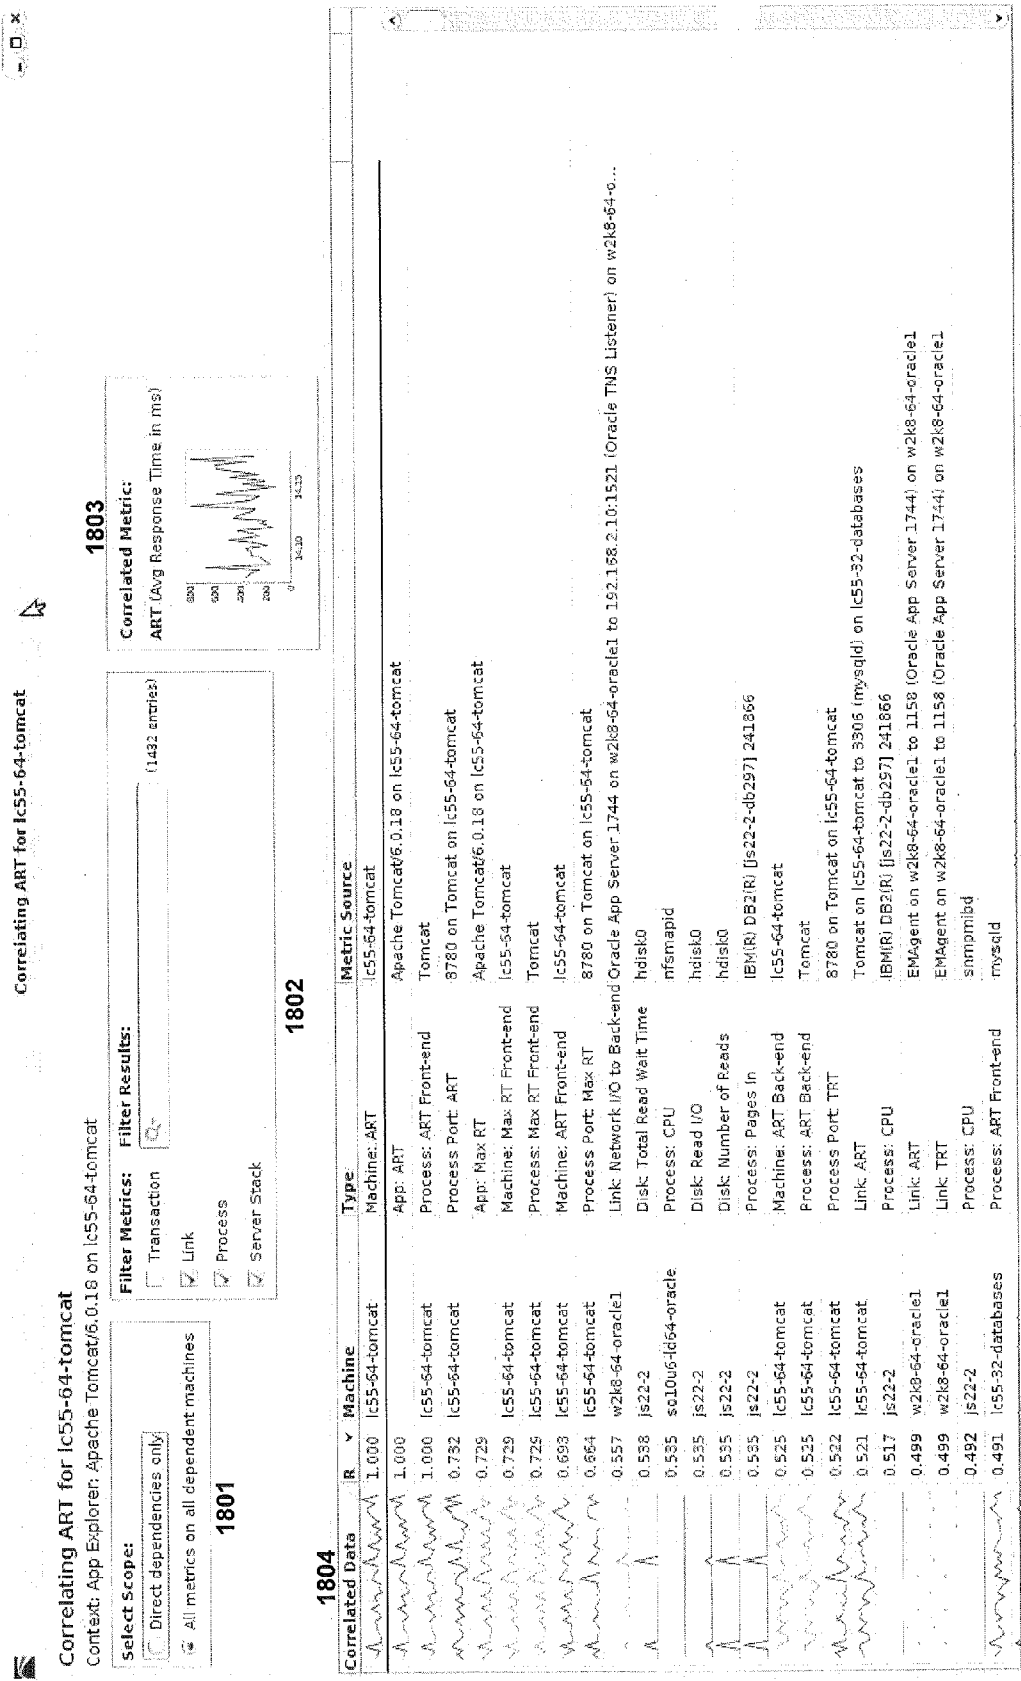 Correlating ART for lc55-64-tomcat
Correlating ART for lc55-64-tomcat
Context: App Explorer: Apache Tomcat/6.0.18 on lc55-64-tomcat
Select Scope:
Direct dependencies only
All metrics on all dependent machines
1801
Filter Metrics:
Transaction
Link
Process
Server Stack
Filter Results:
(1432 entries)
1802
1803
Correlated Metric:
ART (Avg Response Time in ms)
800
600
400
200
0
14:10
14:15
1804
Correlated Data R Machine Type Metric Source
1.000 lc55-64-tomcat Machine: ART lc55-64-tomcat
1.000 App: ART Apache Tomcat/6.0.18 on lc55-64-tomcat
1.000 lc55-64-tomcat Process: ART Front-end Tomcat
0.732 lc55-64-tomcat Process Port: ART 8780 on Tomcat on lc55-64-tomcat
0.729 App: Max RT Apache Tomcat/6.0.18 on lc55-64-tomcat
0.729 lc55-64-tomcat Machine: Max RT Front-end lc55-64-tomcat
0.729 lc55-64-tomcat Process: Max RT Front-end Tomcat
0.693 lc55-64-tomcat Machine: ART Front-end lc55-64-tomcat
0.664 lc55-64-tomcat Process Port: Max RT 8780 on Tomcat on lc55-64-tomcat
0.557 w2k8-64-oracle1 Link: Network I/O to Back-end Oracle App Server 1744 on w2k8-64-oracle1 to 192.168.2.10:1521 (Oracle TNS Listener) on w2k8-64-o...
0.538 js22-2 Disk: Total Read Wait Time hdisk0
0.535 sol10u6-ld64-oracle Process: CPU nfsmapid
0.535 js22-2 Disk: Read I/O hdisk0
0.535 js22-2 Disk: Number of Reads hdisk0
0.535 js22-2 Process: Pages In IBM(R) DB2(R) [js22-2-db297] 241866
0.525 lc55-64-tomcat Machine: ART Back-end lc55-64-tomcat
0.525 lc55-64-tomcat Process: ART Back-end Tomcat
0.522 lc55-64-tomcat Process Port: TRT 8780 on Tomcat on lc55-64-tomcat
0.521 lc55-64-tomcat Link: ART Tomcat on lc55-64-tomcat to 3306 (mysqld) on lc55-32-databases
0.517 js22-2 Process: CPU IBM(R) DB2(R) [js22-2-db297] 241866
0.499 w2k8-64-oracle1 Link: ART EMAgent on w2k8-64-oracle1 to 1158 (Oracle App Server 1744) on w2k8-64-oracle1
0.499 w2k8-64-oracle1 Link: TRT EMAgent on w2k8-64-oracle1 to 1158 (Oracle App Server 1744) on w2k8-64-oracle1
0.492 js22-2 Process: CPU snmpmibd
0.491 lc55-32-databases Process: ART Front-end mysqld